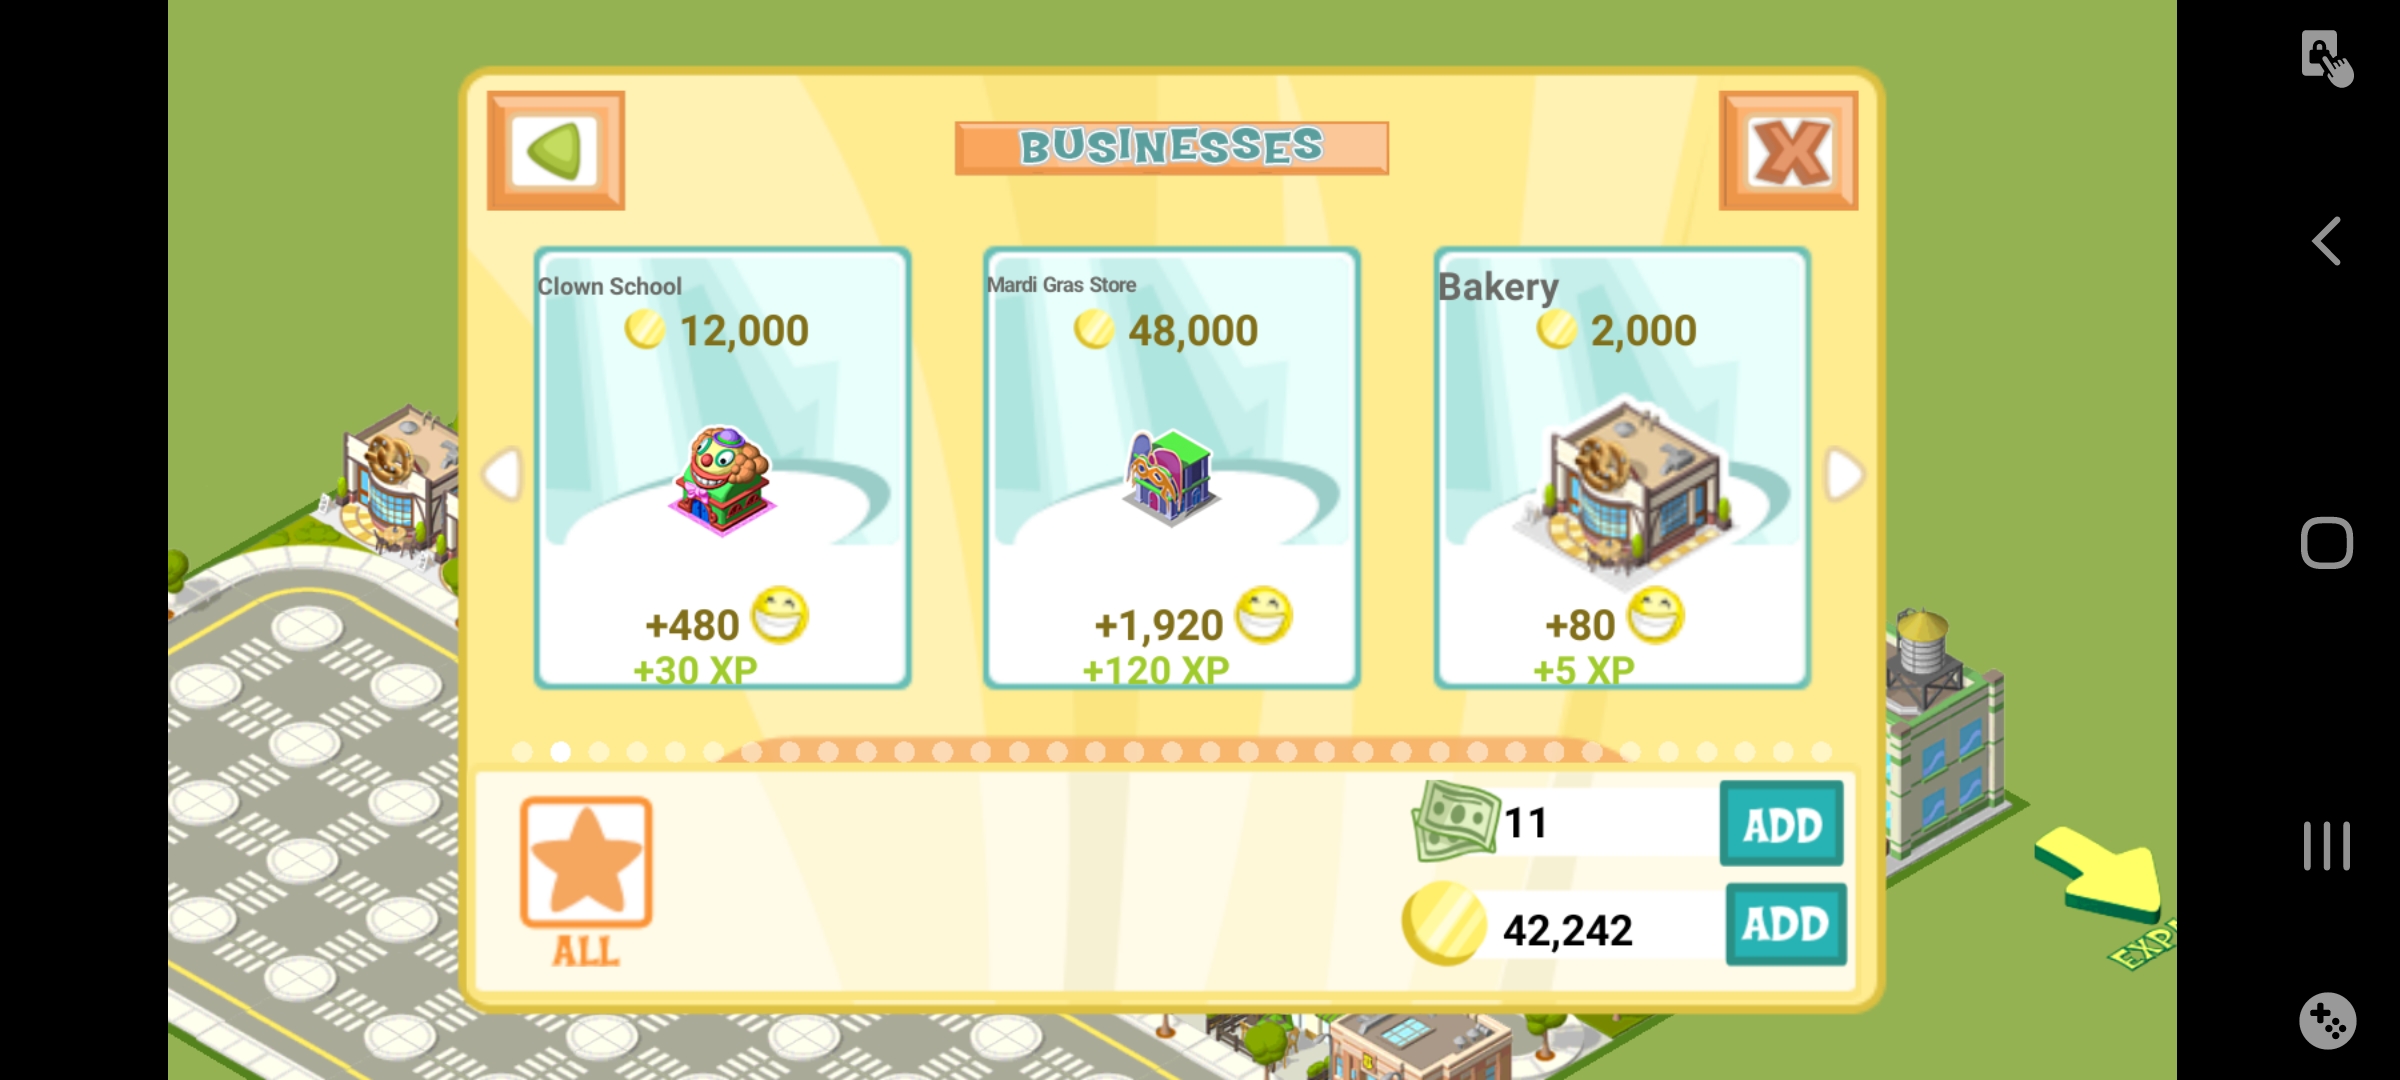 BUSINESSES
Clown School
12,000
+480
+30 XP
Mardi Gras Store
48,000
+1,920
+120 XP
Bakery
2,000
+80
+5 XP
ALL
11
ADD
42,242
ADD